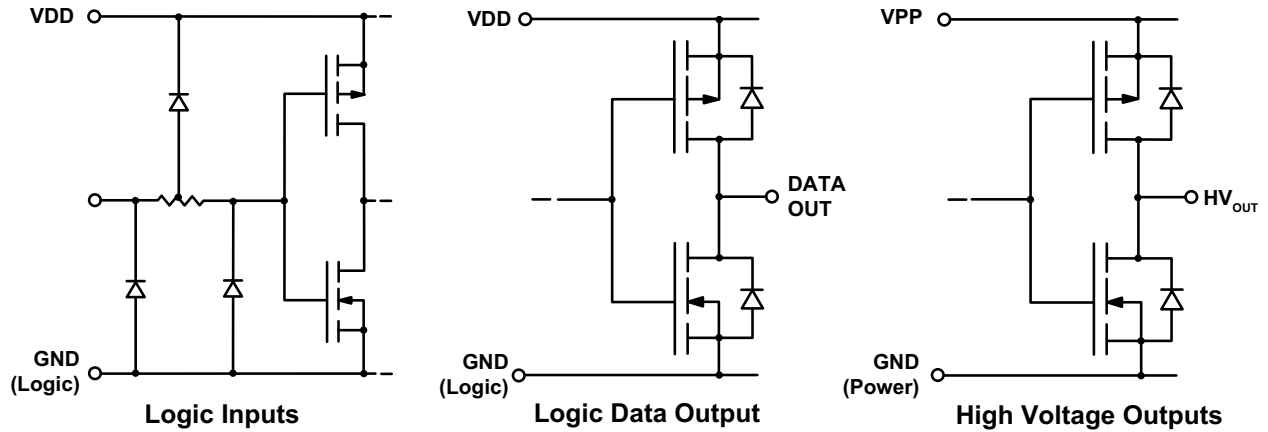 VDD
GND
(Logic)
Logic Inputs
VDD
DATA
OUT
GND
(Logic)
Logic Data Output
VPP
HVOUT
GND
(Power)
High Voltage Outputs